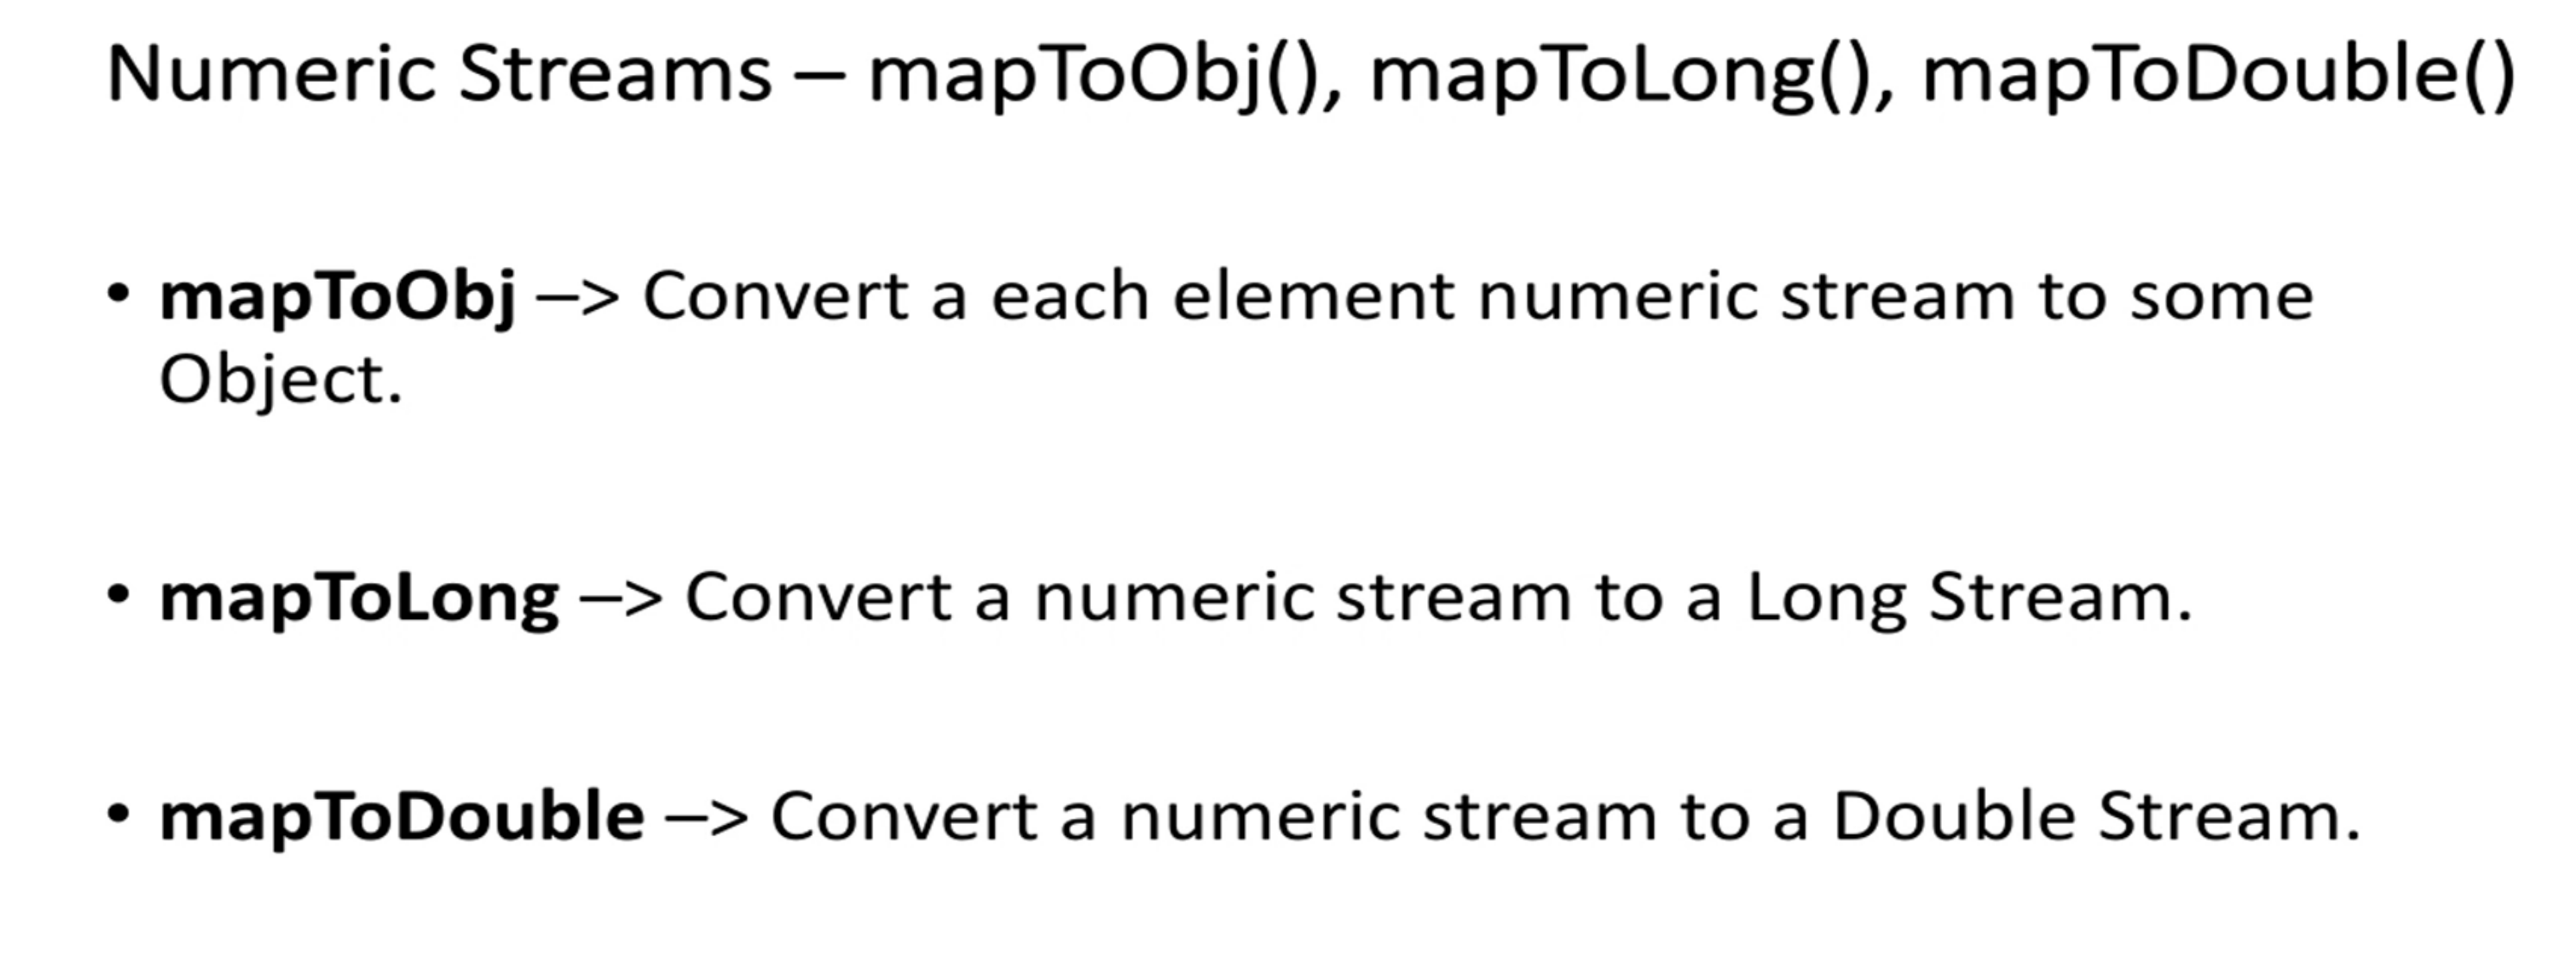 Numeric Streams – mapToObj(), mapToLong(), mapToDouble()
• mapToObj –> Convert a each element numeric stream to some
Object.
• mapToLong –> Convert a numeric stream to a Long Stream.
• mapToDouble –> Convert a numeric stream to a Double Stream.